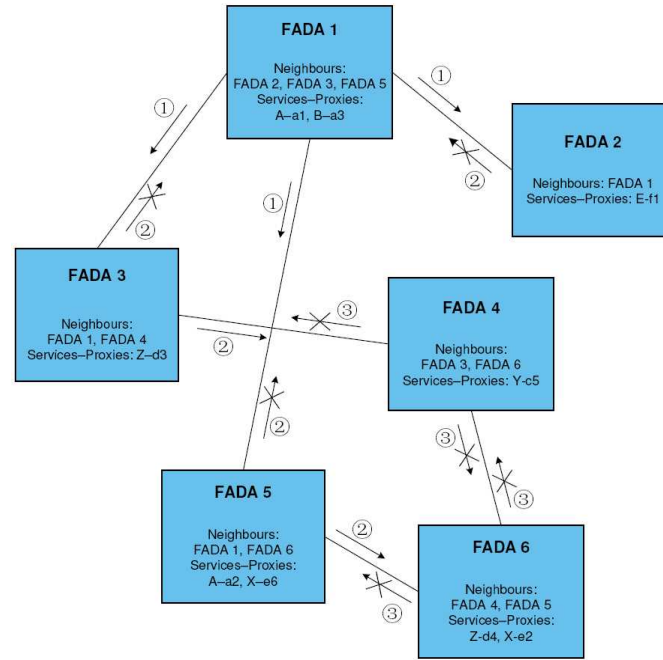 FADA 1
Neighbours:
FADA 2, FADA 3, FADA 5
Services–Proxies:
A–a1, B–a3
①
①
②
②
①
FADA 2
Neighbours: FADA 1
Services–Proxies: E-f1
FADA 3
Neighbours:
FADA 1, FADA 4
Services–Proxies: Z–d3
②
③
FADA 4
Neighbours:
FADA 3, FADA 6
Services–Proxies: Y-c5
②
③
③
FADA 5
Neighbours:
FADA 1, FADA 6
Services–Proxies:
A–a2, X–e6
②
③
FADA 6
Neighbours:
FADA 4, FADA 5
Services–Proxies:
Z-d4, X-e2